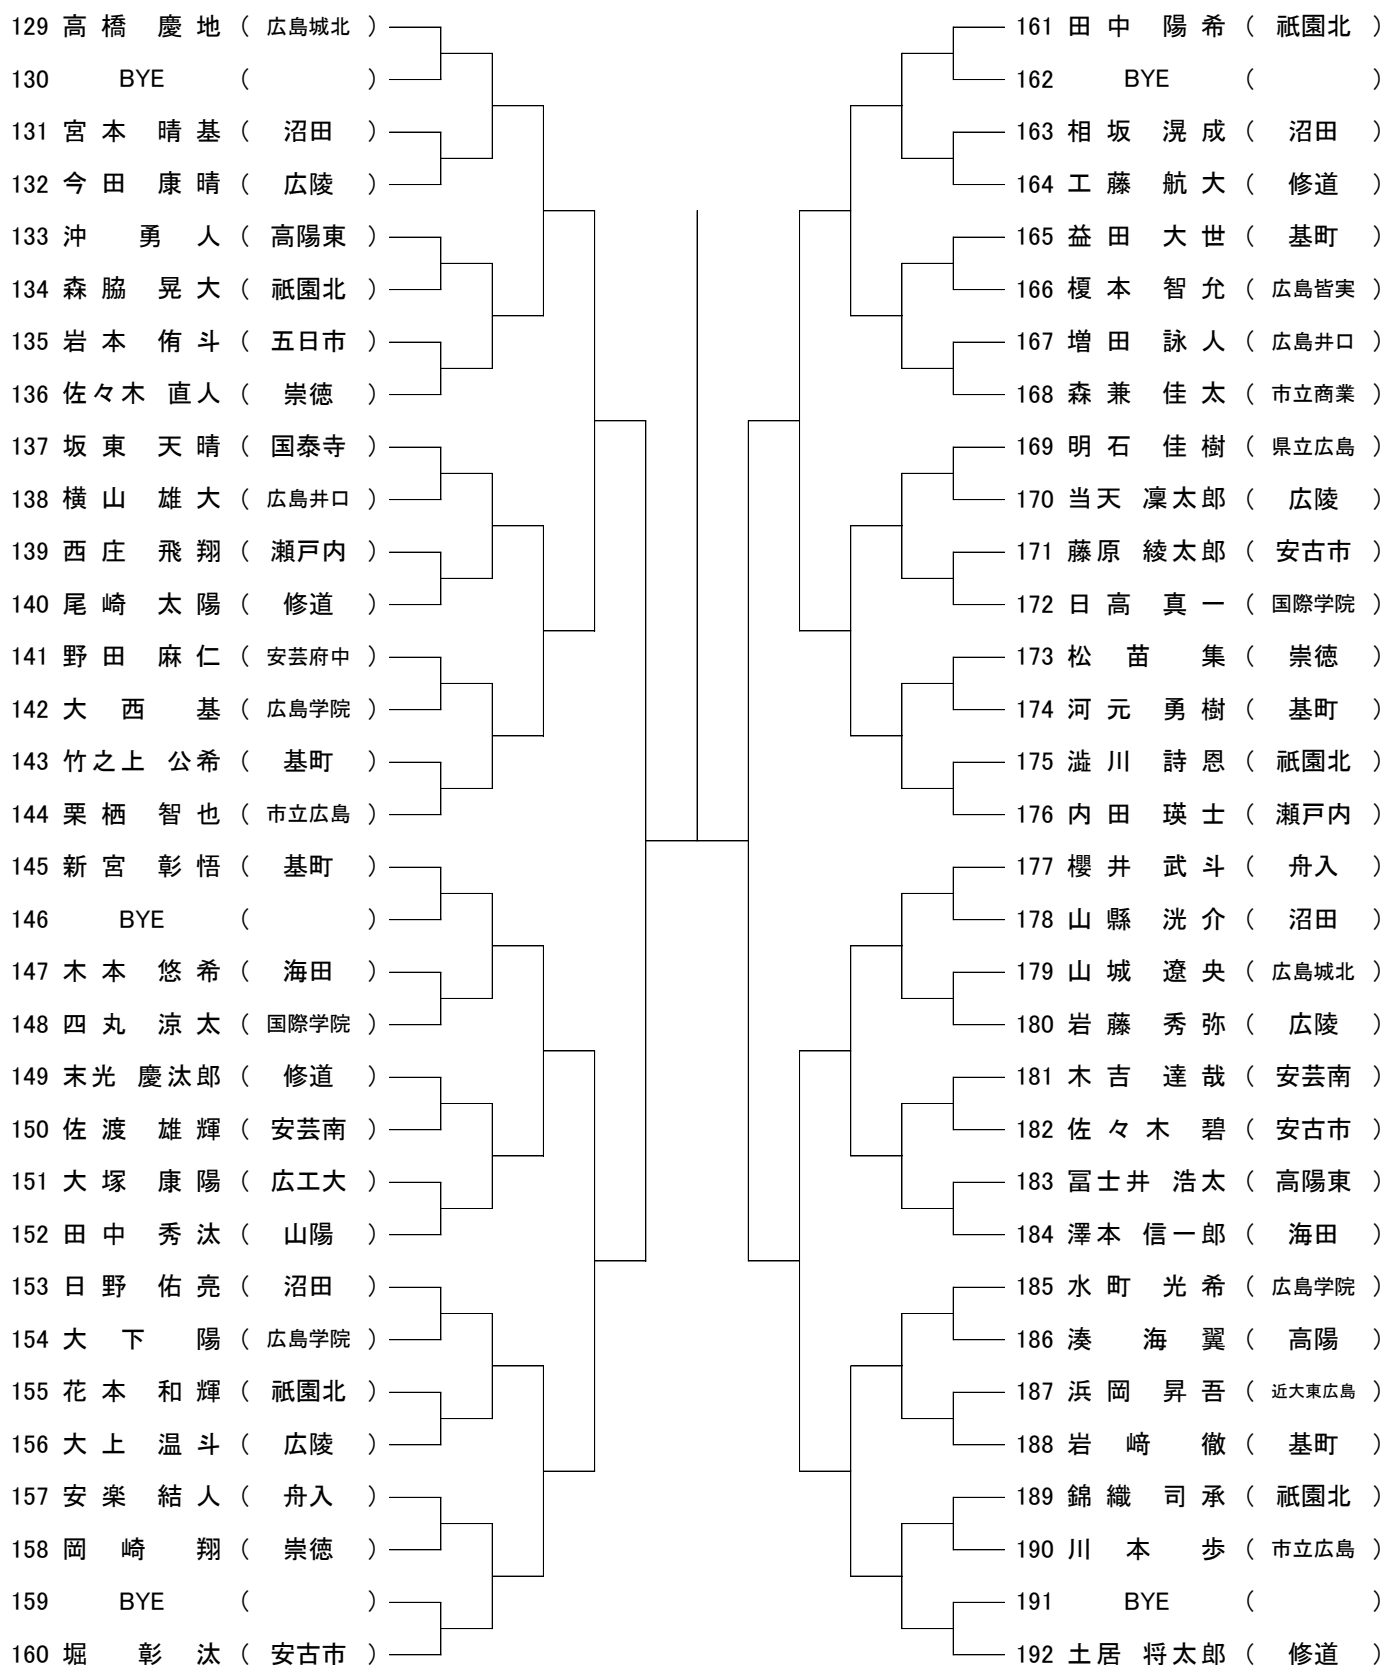 129 高橋 慶地 ( 広島城北 )
130 BYE ( )
131 宮本 晴基 ( 沼田 )
132 今田 康晴 ( 広陵 )
133 沖 勇人 ( 高陽東 )
134 森脇 晃大 ( 祇園北 )
135 岩本 侑斗 ( 五日市 )
136 佐々木 直人 ( 崇徳 )
137 坂東 天晴 ( 国泰寺 )
138 横山 雄大 ( 広島井口 )
139 西庄 飛翔 ( 瀬戸内 )
140 尾崎 太陽 ( 修道 )
141 野田 麻仁 ( 安芸府中 )
142 大西 基 ( 広島学院 )
143 竹之上 公希 ( 基町 )
144 栗栖 智也 ( 市立広島 )
145 新宮 彰悟 ( 基町 )
146 BYE ( )
147 木本 悠希 ( 海田 )
148 四丸 涼太 ( 国際学院 )
149 末光 慶汰郎 ( 修道 )
150 佐渡 雄輝 ( 安芸南 )
151 大塚 康陽 ( 広工大 )
152 田中 秀汰 ( 山陽 )
153 日野 佑亮 ( 沼田 )
154 大下 陽 ( 広島学院 )
155 花本 和輝 ( 祇園北 )
156 大上 温斗 ( 広陵 )
157 安楽 結人 ( 舟入 )
158 岡崎 翔 ( 崇徳 )
159 BYE ( )
160 堀 彰汰 ( 安古市 )
161 田中 陽希 ( 祇園北 )
162 BYE ( )
163 相坂 滉成 ( 沼田 )
164 工藤 航大 ( 修道 )
165 益田 大世 ( 基町 )
166 榎本 智允 ( 広島皆実 )
167 増田 詠人 ( 広島井口 )
168 森兼 佳太 ( 市立商業 )
169 明石 佳樹 ( 県立広島 )
170 当天 凜太郎 ( 広陵 )
171 藤原 綾太郎 ( 安古市 )
172 日高 真一 ( 国際学院 )
173 松苗 集 ( 崇徳 )
174 河元 勇樹 ( 基町 )
175 澁川 詩恩 ( 祇園北 )
176 内田 瑛士 ( 瀬戸内 )
177 櫻井 武斗 ( 舟入 )
178 山縣 洸介 ( 沼田 )
179 山城 遼央 ( 広島城北 )
180 岩藤 秀弥 ( 広陵 )
181 木吉 達哉 ( 安芸南 )
182 佐々木 碧 ( 安古市 )
183 冨士井 浩太 ( 高陽東 )
184 澤本 信一郎 ( 海田 )
185 水町 光希 ( 広島学院 )
186 湊 海翼 ( 高陽 )
187 浜岡 昇吾 ( 近大東広島 )
188 岩﨑 徹 ( 基町 )
189 錦織 司承 ( 祇園北 )
190 川本 歩 ( 市立広島 )
191 BYE ( )
192 土居 将太郎 ( 修道 )